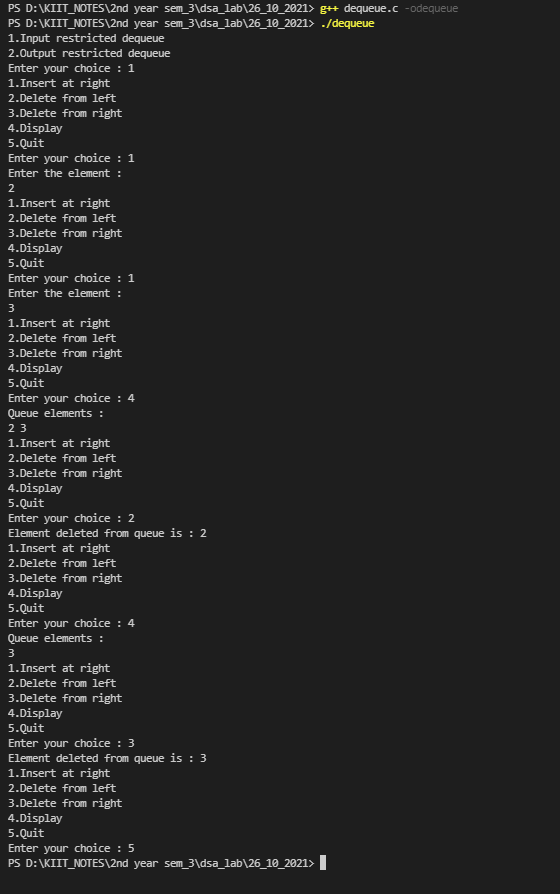 PS D:\KIIT_NOTES\2nd year sem_3\dsa_lab\26_10_2021> g++ dequeue.c -odequeue
PS D:\KIIT_NOTES\2nd year sem_3\dsa_lab\26_10_2021> ./dequeue
1.Input restricted dequeue
2.Output restricted dequeue
Enter your choice : 1
1.Insert at right
2.Delete from left
3.Delete from right
4.Display
5.Quit
Enter your choice : 1
Enter the element :
2
1.Insert at right
2.Delete from left
3.Delete from right
4.Display
5.Quit
Enter your choice : 1
Enter the element :
3
1.Insert at right
2.Delete from left
3.Delete from right
4.Display
5.Quit
Enter your choice : 4
Queue elements :
2 3
1.Insert at right
2.Delete from left
3.Delete from right
4.Display
5.Quit
Enter your choice : 2
Element deleted from queue is : 2
1.Insert at right
2.Delete from left
3.Delete from right
4.Display
5.Quit
Enter your choice : 4
Queue elements :
3
1.Insert at right
2.Delete from left
3.Delete from right
4.Display
5.Quit
Enter your choice : 3
Element deleted from queue is : 3
1.Insert at right
2.Delete from left
3.Delete from right
4.Display
5.Quit
Enter your choice : 5
PS D:\KIIT_NOTES\2nd year sem_3\dsa_lab\26_10_2021>